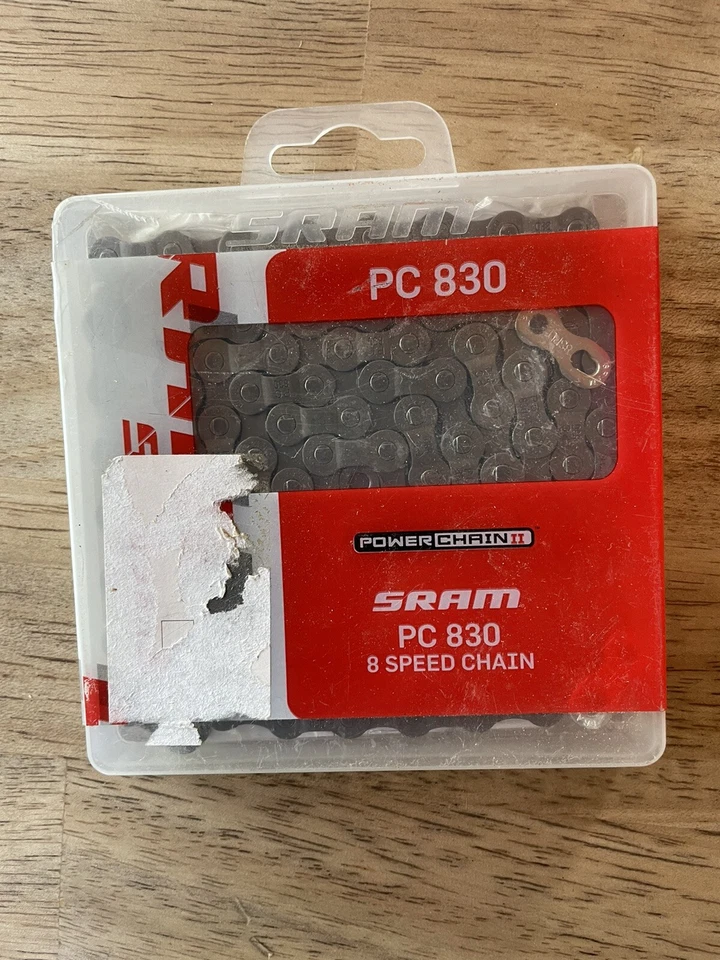 SRAM
PC 830
POWERCHAIN II
SRAM
PC 830
8 SPEED CHAIN